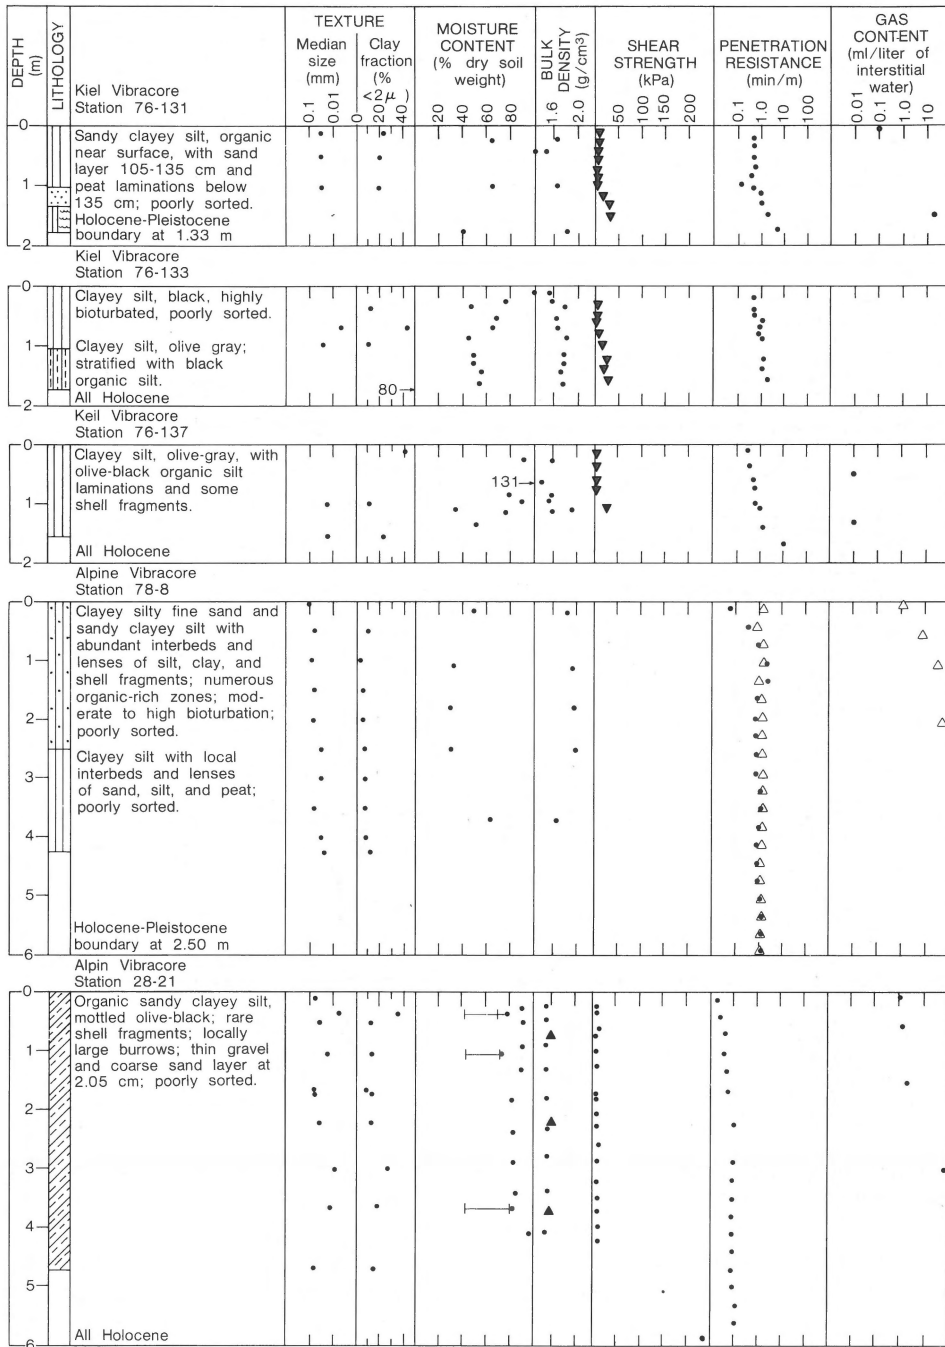 DEPTH (m)
LITHOLOGY
Kiel Vibracore
Station 76-131
TEXTURE
Median size (mm)
Clay fraction (% <2μ)
MOISTURE CONTENT (% dry soil weight)
BULK DENSITY (g/cm³)
SHEAR STRENGTH (kPa)
PENETRATION RESISTANCE (min/m)
GAS CONTENT (ml/liter of interstitial water)
0.1 0.01 0 20 40 20 40 60 80 1.6 2.0 50 100 150 200 0.1 1.0 10 100 0.01 0.1 1.0 10
0
Sandy clayey silt, organic
near surface, with sand
layer 105-135 cm and
1
peat laminations below
135 cm; poorly sorted.
Holocene-Pleistocene
boundary at 1.33 m
2
Kiel Vibracore
Station 76-133
0
Clayey silt, black, highly
bioturbated, poorly sorted.
1
Clayey silt, olive gray;
stratified with black
organic silt.
80
All Holocene
2
Keil Vibracore
Station 76-137
0
Clayey silt, olive-gray, with
olive-black organic silt
laminations and some
131
shell fragments.
1
All Holocene
2
Alpine Vibracore
Station 78-8
0
Clayey silty fine sand and
sandy clayey silt with
abundant interbeds and
1
lenses of silt, clay, and
shell fragments; numerous
organic-rich zones; mod-
erate to high bioturbation;
2
poorly sorted.
Clayey silt with local
interbeds and lenses
3
of sand, silt, and peat;
poorly sorted.
4
5
Holocene-Pleistocene
boundary at 2.50 m
6
Alpin Vibracore
Station 28-21
0
Organic sandy clayey silt,
mottled olive-black; rare
shell fragments; locally
1
large burrows; thin gravel
and coarse sand layer at
2.05 cm; poorly sorted.
2
3
4
5
All Holocene
6